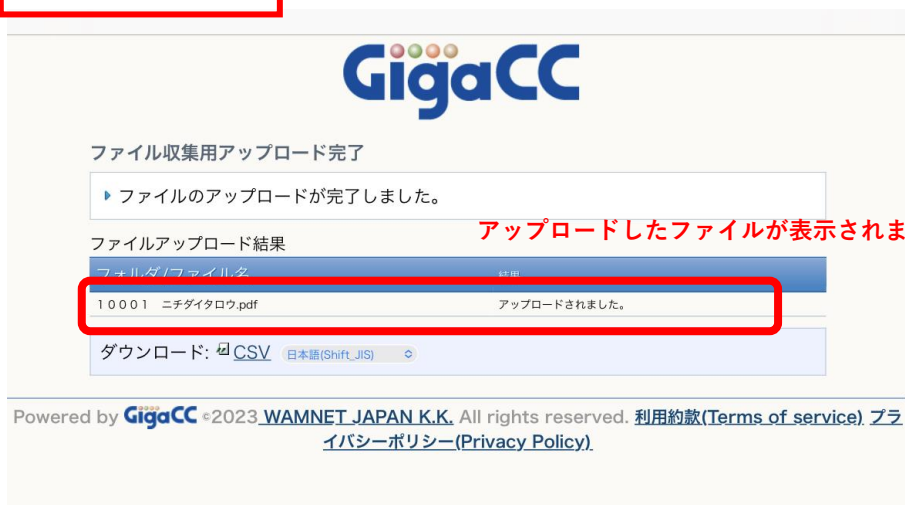 GigaCC
ファイル収集用アップロード完了
ファイルのアップロードが完了しました。
アップロードしたファイルが表示されま
ファイルアップロード結果
フォルダ/ファイル名 結果
１０００１ ニチダイタロウ.pdf アップロードされました。
ダウンロード: CSV 日本語(Shift_JIS)
Powered by GigaCC ©2023 WAMNET JAPAN K.K. All rights reserved. 利用約款(Terms of service) プラ
イバシーポリシー(Privacy Policy)